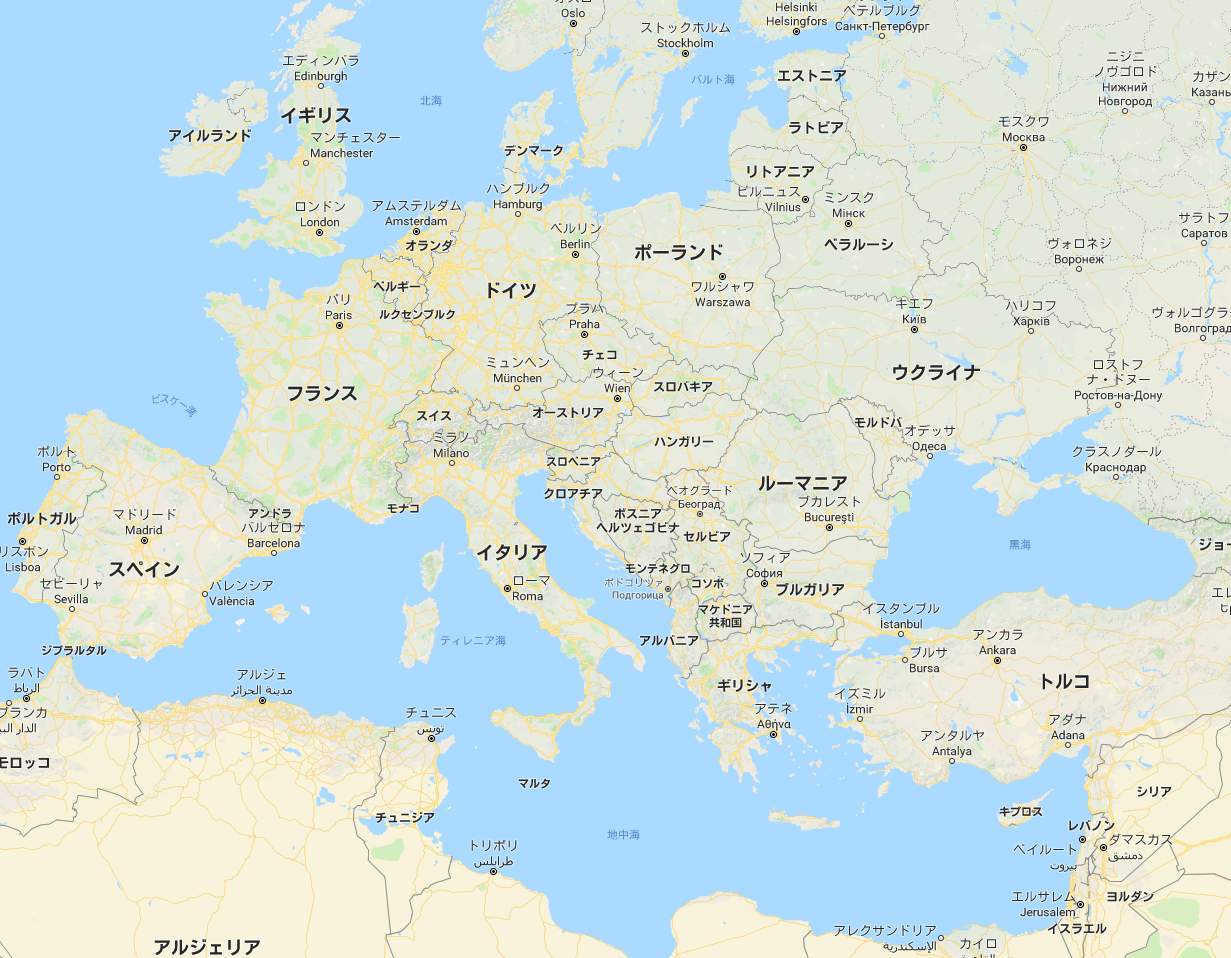 Oslo
Helsinki
Helsingfors
ペテルブルグ
Санкт-Петербург
ストックホルム
Stockholm
エディンバラ
Edinburgh
バルト海
エストニア
ニジニ
ノヴゴロド
Нижний
Новгород
カザン
Казань
北海
イギリス
アイルランド
マンチェスター
Manchester
デンマーク
ラトビア
モスクワ
Москва
リトアニア
ビルニュス
Vilnius
ミンスク
Мінск
ハンブルク
Hamburg
アムステルダム
Amsterdam
ロンドン
London
オランダ
ベルリン
Berlin
ポーランド
ベラルーシ
ヴォロネジ
Воронеж
サラトフ
Саратов
ワルシャワ
Warszawa
ベルギー
ドイツ
パリ
Paris
ルクセンブルク
プラハ
Praha
キエフ
Київ
ハリコフ
Харків
ヴォルゴグラ
Волгоград
チェコ
ミュンヘン
München
ウィーン
Wien
スロバキア
ウクライナ
ロストフ
ナ・ドヌー
Ростов-на-Дону
フランス
ビスケー湾
スイス
オーストリア
モルドバ
オデッサ
Одеса
ミラノ
Milano
ハンガリー
ポルト
Porto
スロベニア
クラスノダール
Краснодар
ルーマニア
クロアチア
ベオグラード
Београд
ブカレスト
București
モナコ
アンドラ
マドリード
Madrid
バルセロナ
Barcelona
ポルトガル
ボスニア
ヘルツェゴビナ
セルビア
黒海
ジョー
リスボン
Lisboa
スペイン
イタリア
モンテネグロ
ソフィア
София
ポドゴリツァ
Подгорица
コソボ
ブルガリア
セビーリャ
Sevilla
バレンシア
València
ローマ
Roma
マケドニア
共和国
イスタンブル
İstanbul
エレ
ティレニア海
アルバニア
アンカラ
Ankara
ジブラルタル
ブルサ
Bursa
ラバト
الرباط
アルジェ
مدينة الجزائر
ギリシャ
トルコ
イズミル
İzmir
アテネ
Αθήνα
ブランカ
チュニス
تونس
アダナ
Adana
アンタルヤ
Antalya
モロッコ
マルタ
シリア
キプロス
チュニジア
レバノン
地中海
ダマスカス
دمشق
トリポリ
طرابلس
ベイルート
بيروت
エルサレム
Jerusalem
ヨルダン
イスラエル
アレクサンドリア
الإسكندرية
カイロ
アルジェリア